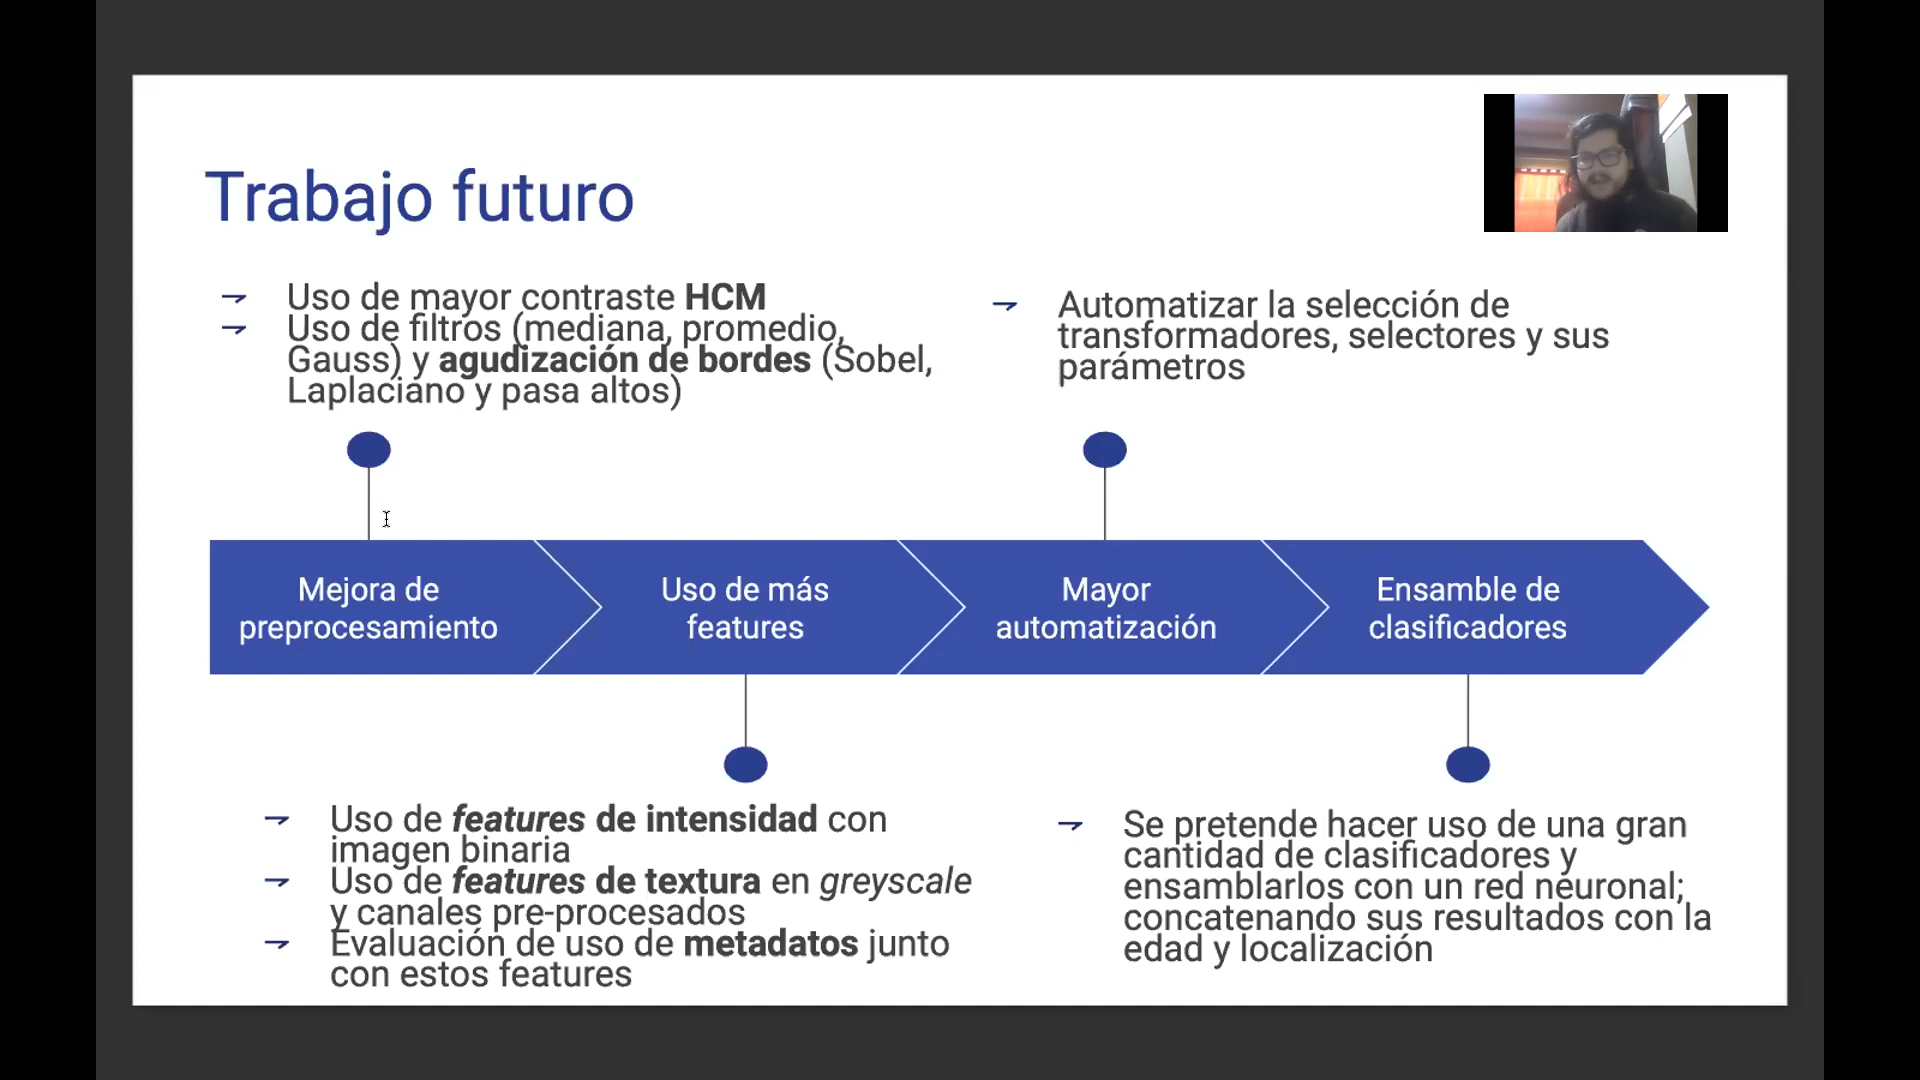 Trabajo futuro
Uso de mayor contraste HCM
Uso de filtros (mediana, promedio,
Gauss) y agudización de bordes (Sobel,
Laplaciano y pasa altos)
Automatizar la selección de
transformadores, selectores y sus
parámetros
Mejora de
preprocesamiento
Uso de más
features
Mayor
automatización
Ensamble de
clasificadores
Uso de features de intensidad con
imagen binaria
Uso de features de textura en greyscale
y canales pre-procesados
Evaluación de uso de metadatos junto
con estos features
Se pretende hacer uso de una gran
cantidad de clasificadores y
ensamblarlos con un red neuronal;
concatenando sus resultados con la
edad y localización